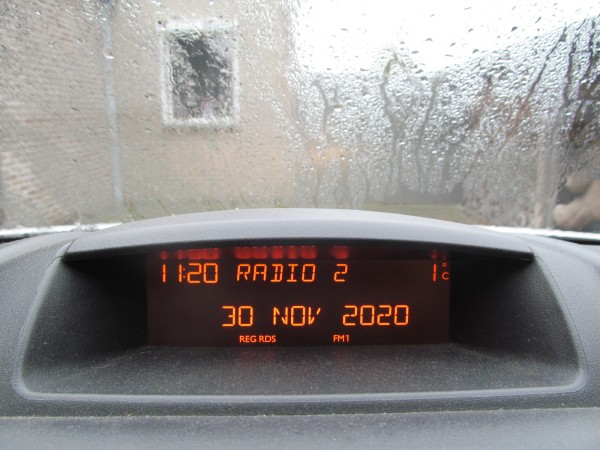 11:20 RADIO 2 1°C
30 NOV 2020
REG RDS FM1